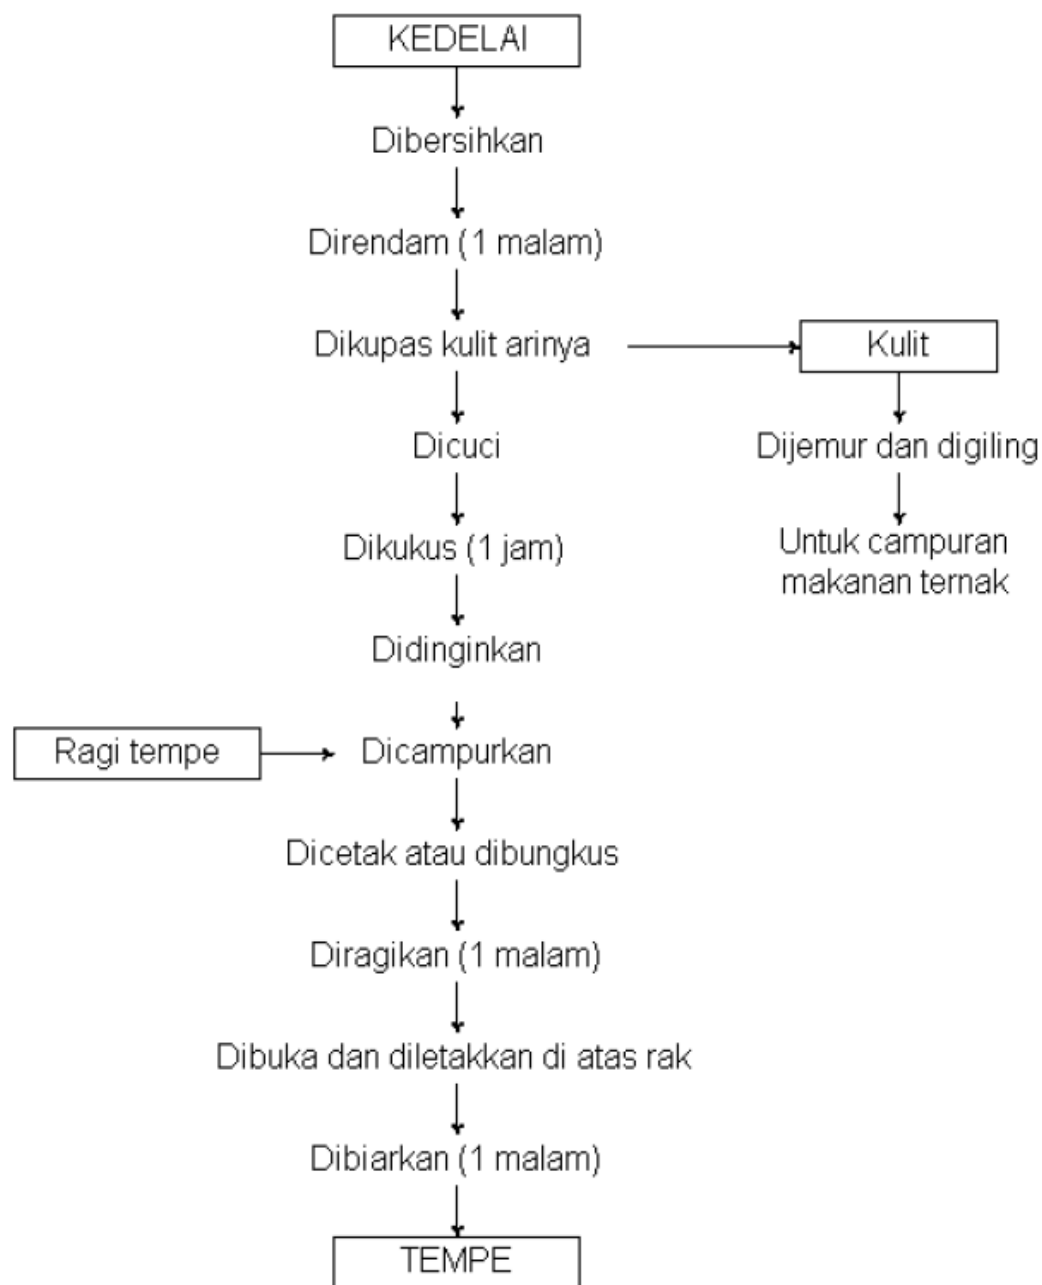 KEDELAI
Dibersihkan
Direndam (1 malam)
Dikupas kulit arinya
Kulit
Dicuci
Dijemur dan digiling
Dikukus (1 jam)
Untuk campuran
makanan ternak
Didinginkan
Ragi tempe
Dicampurkan
Dicetak atau dibungkus
Diragikan (1 malam)
Dibuka dan diletakkan di atas rak
Dibiarkan (1 malam)
TEMPE